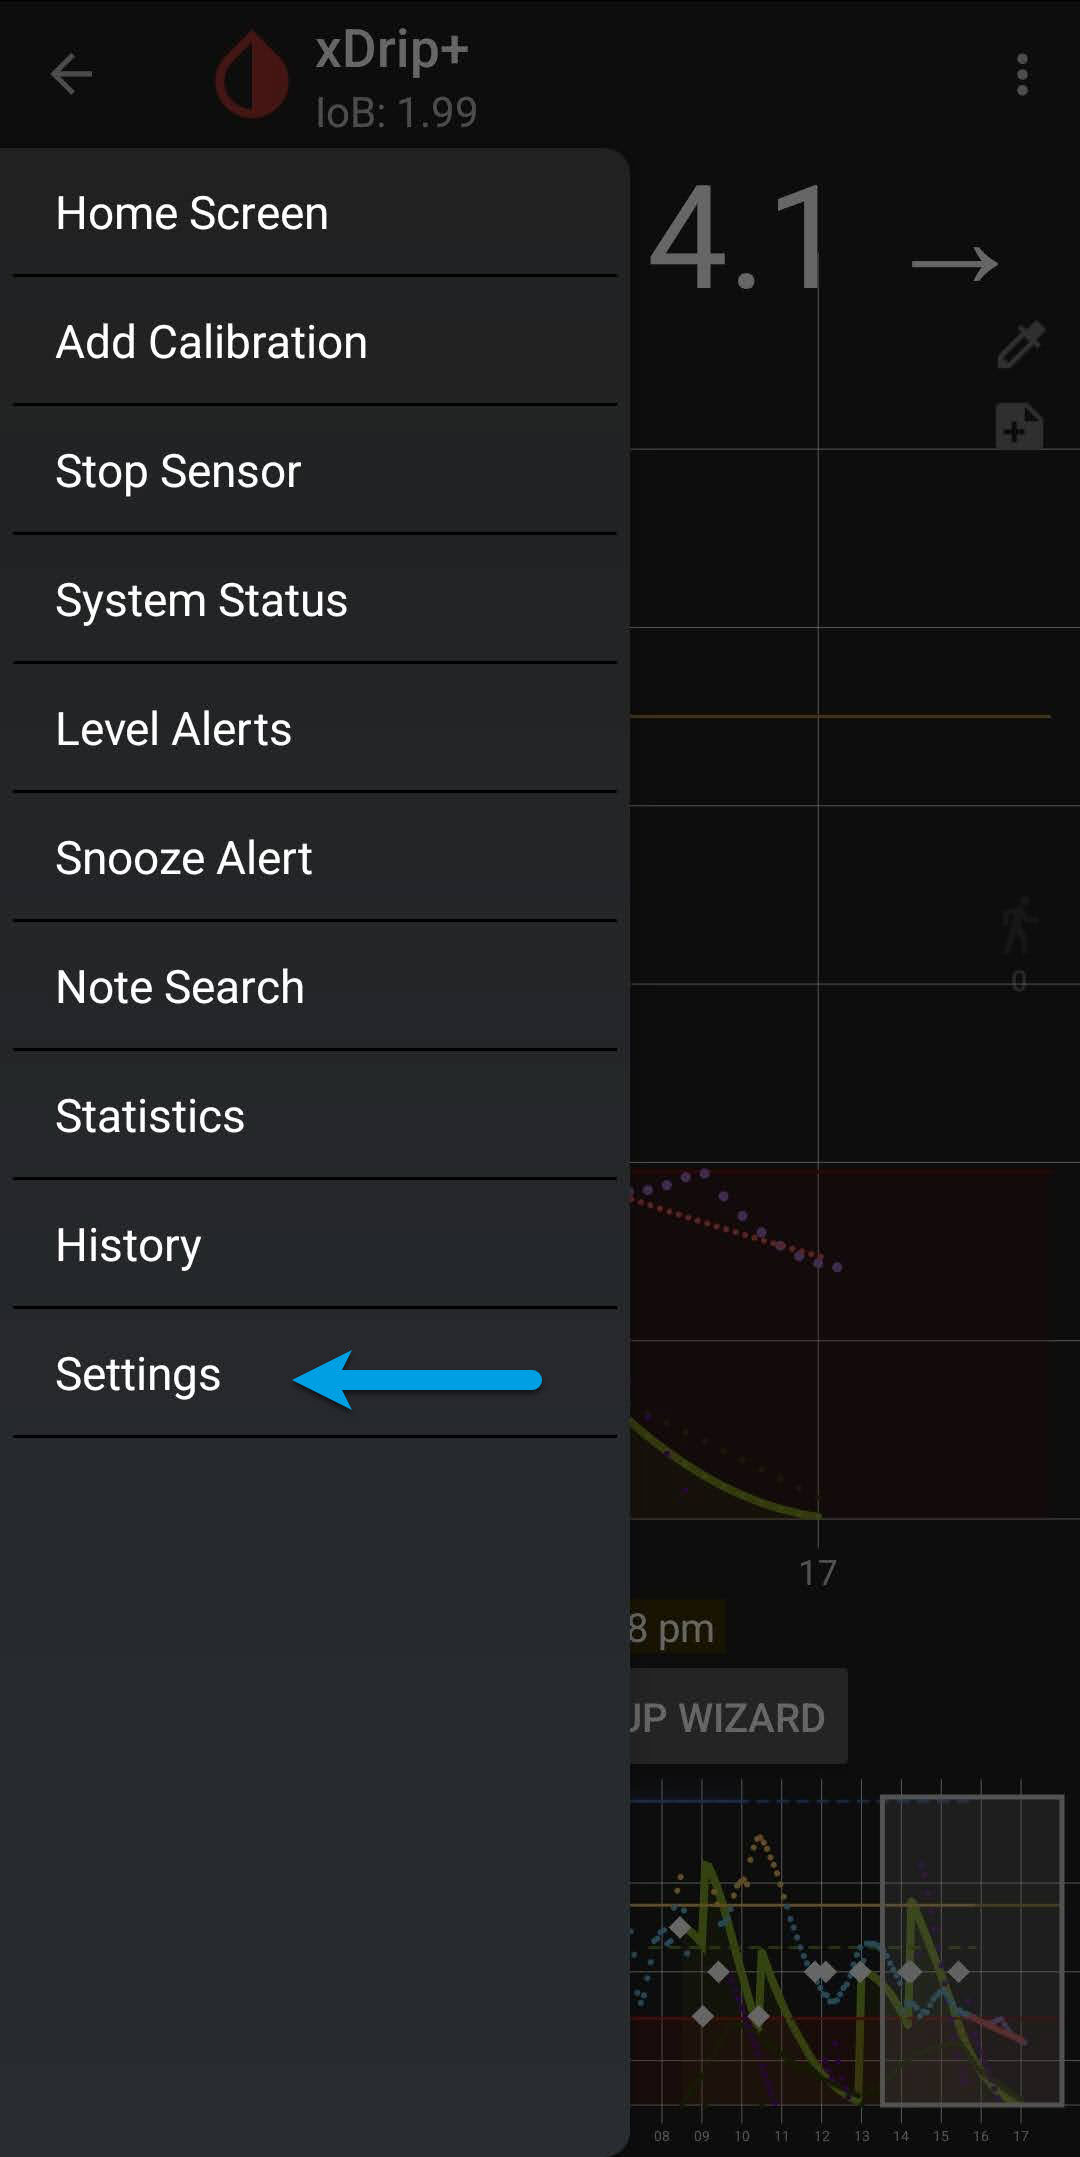 xDrip+
IoB: 1.99
Home Screen
4.1 →
Add Calibration
Stop Sensor
System Status
Level Alerts
Snooze Alert
Note Search
0
Statistics
History
Settings
17
8 pm
UP WIZARD
08 09 10 11 12 13 14 15 16 17